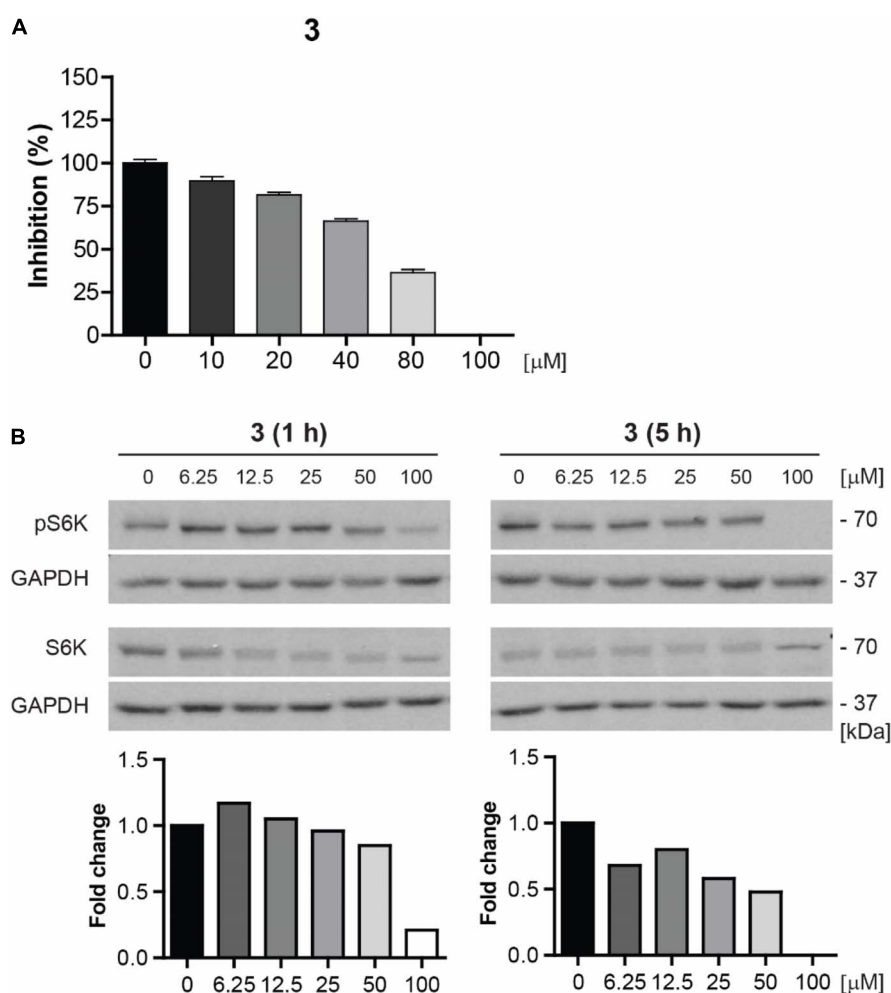 A
3
150
125
100
75
50
25
0
Inhibition (%)
0 10 20 40 80 100 [μM]
B
3 (1 h) 3 (5 h)
0 6.25 12.5 25 50 100 0 6.25 12.5 25 50 100 [μM]
pS6K - 70
GAPDH - 37
S6K - 70
GAPDH - 37
[kDa]
1.5 1.5
1.0 1.0
0.5 0.5
0.0 0.0
Fold change Fold change
0 6.25 12.5 25 50 100 0 6.25 12.5 25 50 100 [μM]